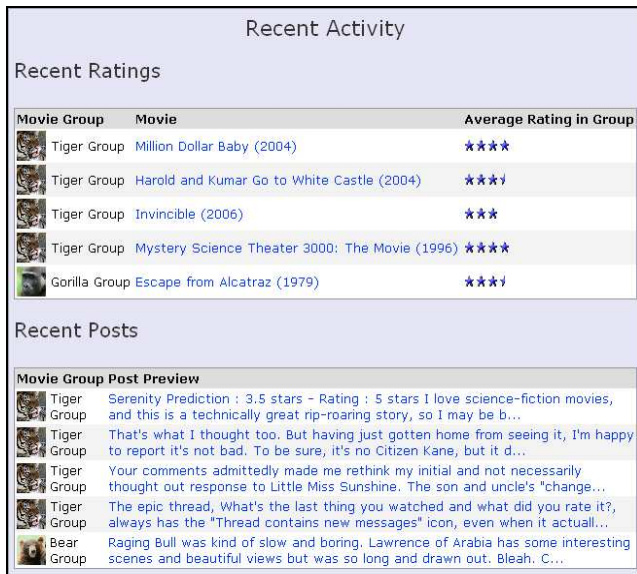 Recent Activity
Recent Ratings
Movie Group Movie Average Rating in Group
Tiger Group Million Dollar Baby (2004)
Tiger Group Harold and Kumar Go to White Castle (2004)
Tiger Group Invincible (2006)
Tiger Group Mystery Science Theater 3000: The Movie (1996)
Gorilla Group Escape from Alcatraz (1979)
Recent Posts
Movie Group Post Preview
Tiger Serenity Prediction : 3.5 stars - Rating : 5 stars I love science-fiction movies,
Group and this is a technically great rip-roaring story, so I may be b...
Tiger That's what I thought too. But having just gotten home from seeing it, I'm happy
Group to report it's not bad. To be sure, it's no Citizen Kane, but it d...
Tiger Your comments admittedly made me rethink my initial and not necessarily
Group thought out response to Little Miss Sunshine. The son and uncle's "change...
Tiger The epic thread, What's the last thing you watched and what did you rate it?,
Group always has the "Thread contains new messages" icon, even when it actuall...
Bear Raging Bull was kind of slow and boring. Lawrence of Arabia has some interesting
Group scenes and beautiful views but was so long and drawn out. Bleah. C...